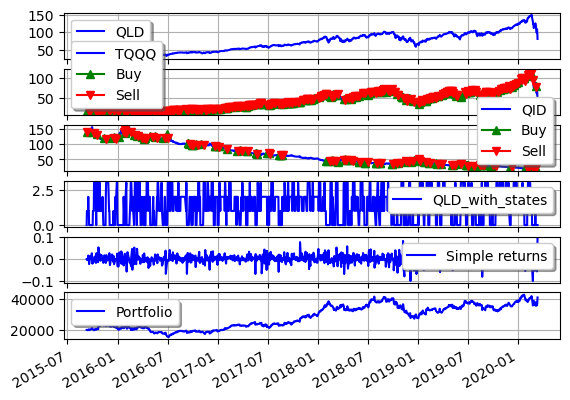 150
100
50
QLD
TQQQ
Buy
Sell
100
50
QID
Buy
Sell
150
100
50
2.5
0.0
QLD_with_states
0.1
0.0
−0.1
Simple returns
40000
20000
Portfolio
2015-07
2016-01
2016-07
2017-01
2017-07
2018-01
2018-07
2019-01
2019-07
2020-01